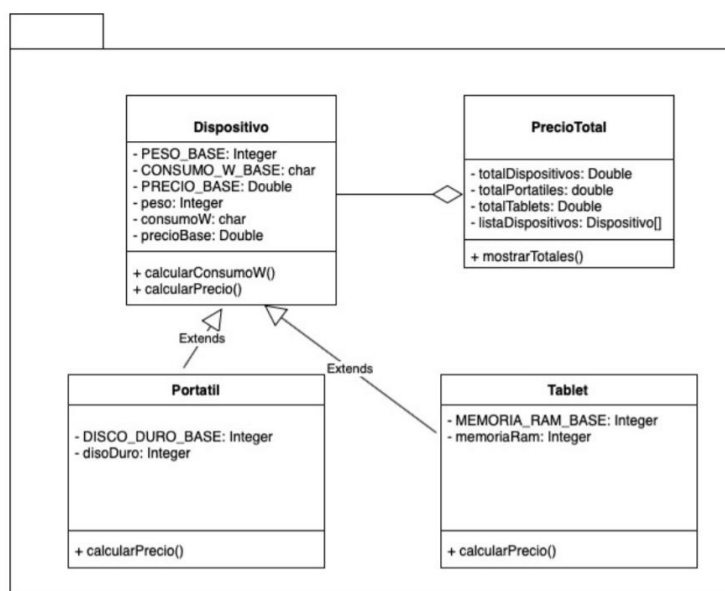 Dispositivo
- PESO_BASE: Integer
- CONSUMO_W_BASE: char
- PRECIO_BASE: Double
- peso: Integer
- consumoW: char
- precioBase: Double
+ calcularConsumoW()
+ calcularPrecio()
PrecioTotal
- totalDispositivos: Double
- totalPortatiles: double
- totalTablets: Double
- listaDispositivos: Dispositivo[]
+ mostrarTotales()
Extends
Extends
Portatil
- DISCO_DURO_BASE: Integer
- disoDuro: Integer
+ calcularPrecio()
Tablet
- MEMORIA_RAM_BASE: Integer
- memoriaRam: Integer
+ calcularPrecio()